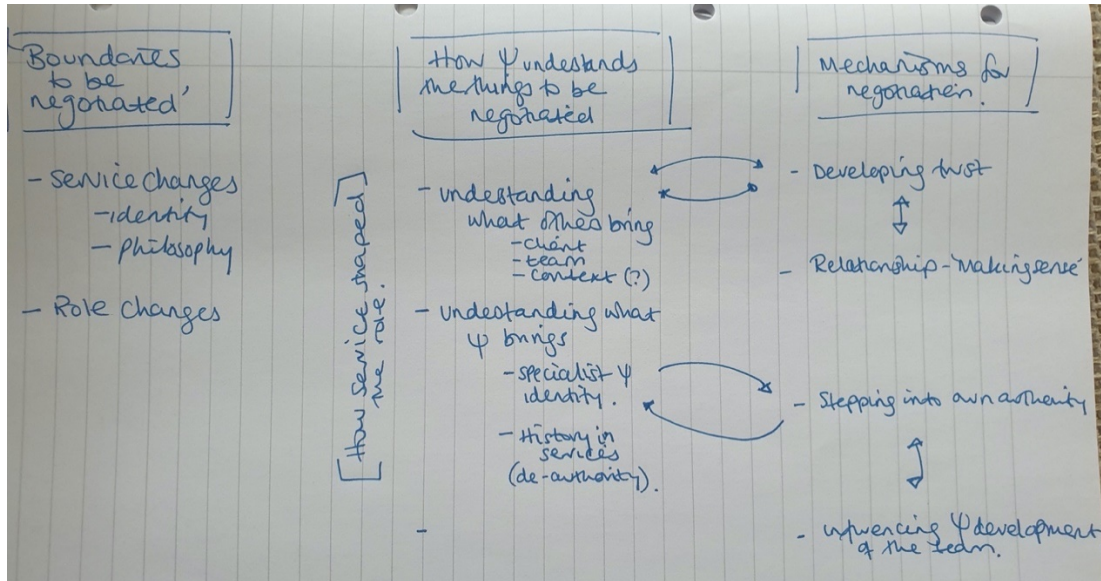 Boundaries
to be
negotiated'
- Service changes
- identity
- philosophy
- Role changes
[How service shaped
the role.]
How Ψ understands
the things to be
negotiated
- understanding
what others bring
- client
- team
- context (?)
- understanding what
Ψ brings
- specialist Ψ
identity.
- History in
services
(de-authority).
-
Mechanisms for
negotiation.
- Developing trust
- Relationship - 'Making sense'
- Stepping into own authority
- influencing Ψ development
of the team.